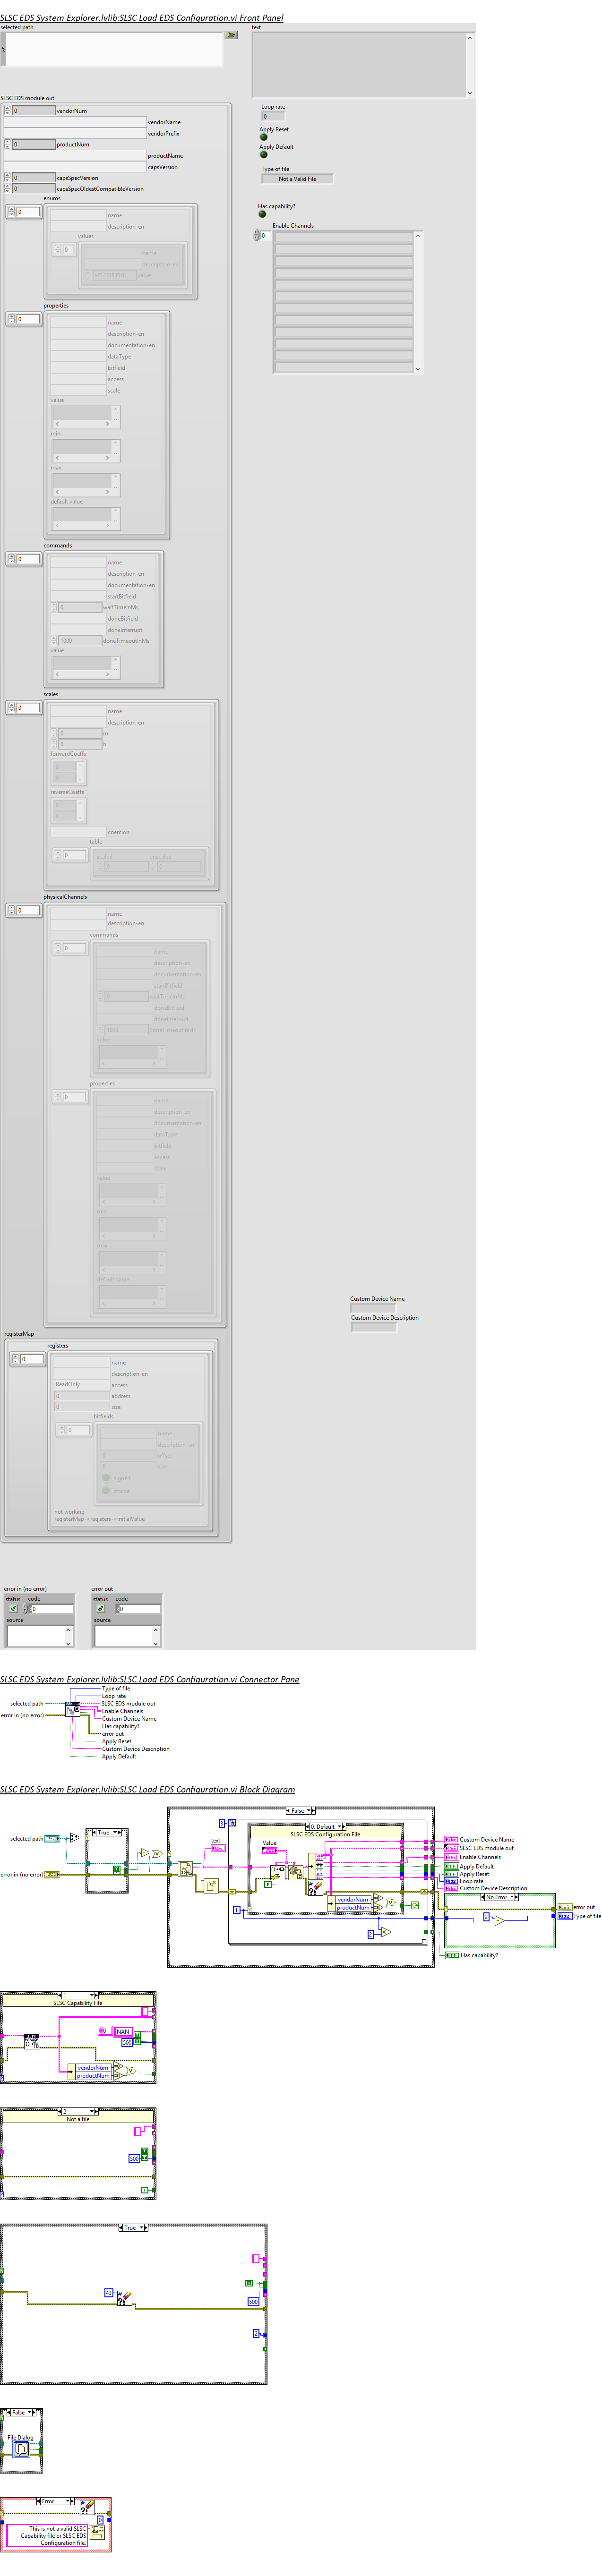 SLSC EDS System Explorer.lvlib:SLSC Load EDS Configuration.vi Front Panel
selected path
text
SLSC EDS module out
0 vendorNum
vendorName
vendorPrefix
0 productNum
productName
capsVersion
0 capsSpecVersion
0 capsSpecOldestCompatibleVersion
Loop rate
0
Apply Reset
Apply Default
Type of file
Not a Valid File
Has capability?
Enable Channels
0
enums
0
name
description-en
values
0
name
description-en
value
properties
0
name
description-en
documentation-en
dataType
bitfield
access
scale
value
min
max
default value
commands
0
name
description-en
documentation-en
startBitfield
0 waitTimeInMs
doneBitfield
doneInterrupt
1000 doneTimeoutInMs
value
scales
0
name
description-en
0 m
0 b
forwardCoeffs
0
0
reverseCoeffs
0
0
coercion
table
0
scaled unscaled
0 0
physicalChannels
0
name
description-en
commands
0
name
description-en
documentation-en
startBitfield
0 waitTimeInMs
doneBitfield
doneInterrupt
1000 doneTimeoutInMs
value
properties
0
name
description-en
documentation-en
dataType
bitfield
access
scale
value
min
max
default value
Custom Device Name
Custom Device Description
registerMap
registers
0
name
description-en
ReadOnly access
0 address
0 size
bitfields
0
name
description-en
0 offset
0 size
signed
strobe
not working
registerMap->registers->initialValue
error in (no error)
status code
0
source
error out
status code
0
source
SLSC EDS System Explorer.lvlib:SLSC Load EDS Configuration.vi Connector Pane
Type of file
Loop rate
selected path
SLSC EDS module out
Enable Channels
error in (no error)
Custom Device Name
Has capability?
error out
Apply Reset
Custom Device Description
Apply Default
SLSC EDS System Explorer.lvlib:SLSC Load EDS Configuration.vi Block Diagram
False
0, Default
SLSC EDS Configuration File
True
selected path
text
Value
error in (no error)
vendorNum
productNum
Custom Device Name
SLSC EDS module out
Enable Channels
Apply Default
Apply Reset
Loop rate
Custom Device Description
No Error
error out
Type of file
2
2
Has capability?
1
SLSC Capability File
0 NAN
500
vendorNum
productNum
2
Not a file
500
F
True
43
500
2
False
File Dialog
Error
This is not a valid SLSC
Capability file or SLSC EDS
Configuration file.